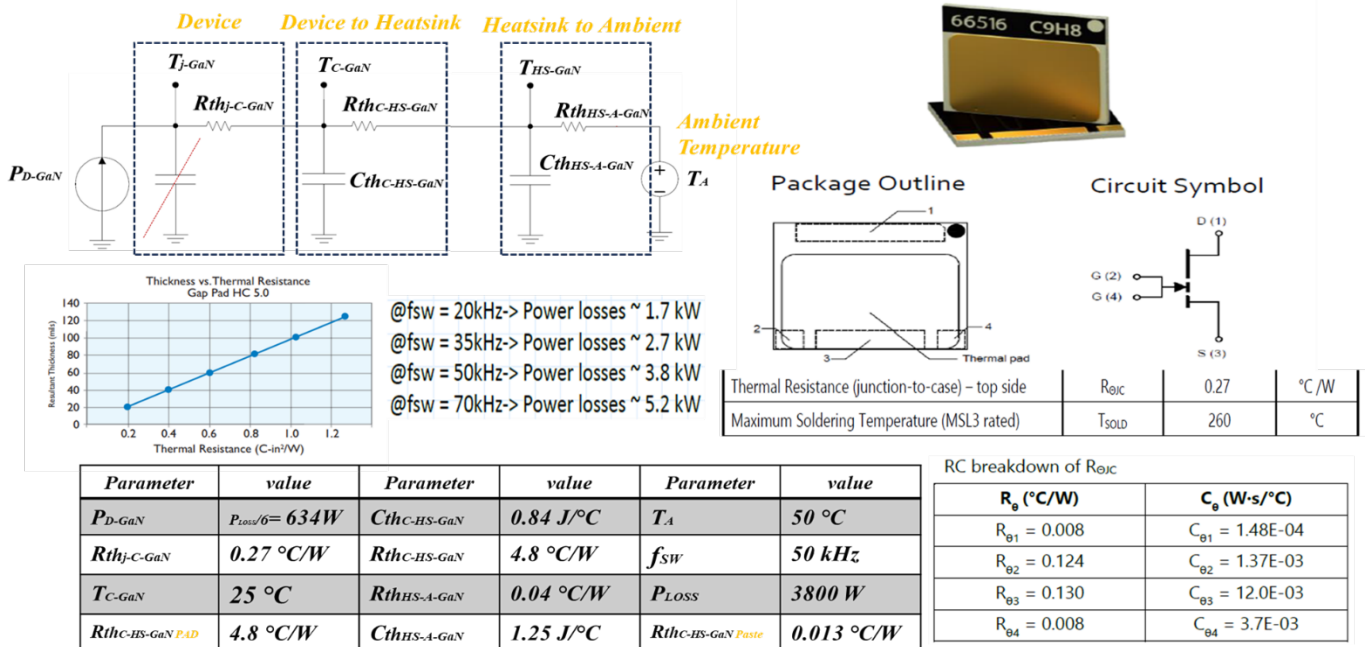 Device
Device to Heatsink
Heatsink to Ambient
Tj-GaN
TC-GaN
THS-GaN
Rthj-C-GaN
RthC-HS-GaN
RthHS-A-GaN
Ambient
Temperature
PD-GaN
CthC-HS-GaN
CthHS-A-GaN
+
−
TA
66516 C9H8
Package Outline
Circuit Symbol
1
2
3
4
Thermal pad
D (1)
G (2)
G (4)
S (3)
Thickness vs. Thermal Resistance
Gap Pad HC 5.0
Resultant Thickness (mils)
140
120
100
80
60
40
20
0
0.2 0.4 0.6 0.8 1.0 1.2
Thermal Resistance (C-in²/W)
@fsw = 20kHz-> Power losses ~ 1.7 kW
@fsw = 35kHz-> Power losses ~ 2.7 kW
@fsw = 50kHz-> Power losses ~ 3.8 kW
@fsw = 70kHz-> Power losses ~ 5.2 kW
Thermal Resistance (junction-to-case) – top side RΘJC 0.27 °C /W
Maximum Soldering Temperature (MSL3 rated) TSOLD 260 °C
Parameter value Parameter value Parameter value
PD-GaN PLoss/6= 634W CthC-HS-GaN 0.84 J/°C TA 50 °C
Rthj-C-GaN 0.27 °C/W RthC-HS-GaN 4.8 °C/W fSW 50 kHz
TC-GaN 25 °C RthHS-A-GaN 0.04 °C/W PLOSS 3800 W
RthC-HS-GaN PAD 4.8 °C/W CthHS-A-GaN 1.25 J/°C RthC-HS-GaN Paste 0.013 °C/W
RC breakdown of RΘJC
Rθ (°C/W) Cθ (W·s/°C)
Rθ1 = 0.008 Cθ1 = 1.48E-04
Rθ2 = 0.124 Cθ2 = 1.37E-03
Rθ3 = 0.130 Cθ3 = 12.0E-03
Rθ4 = 0.008 Cθ4 = 3.7E-03